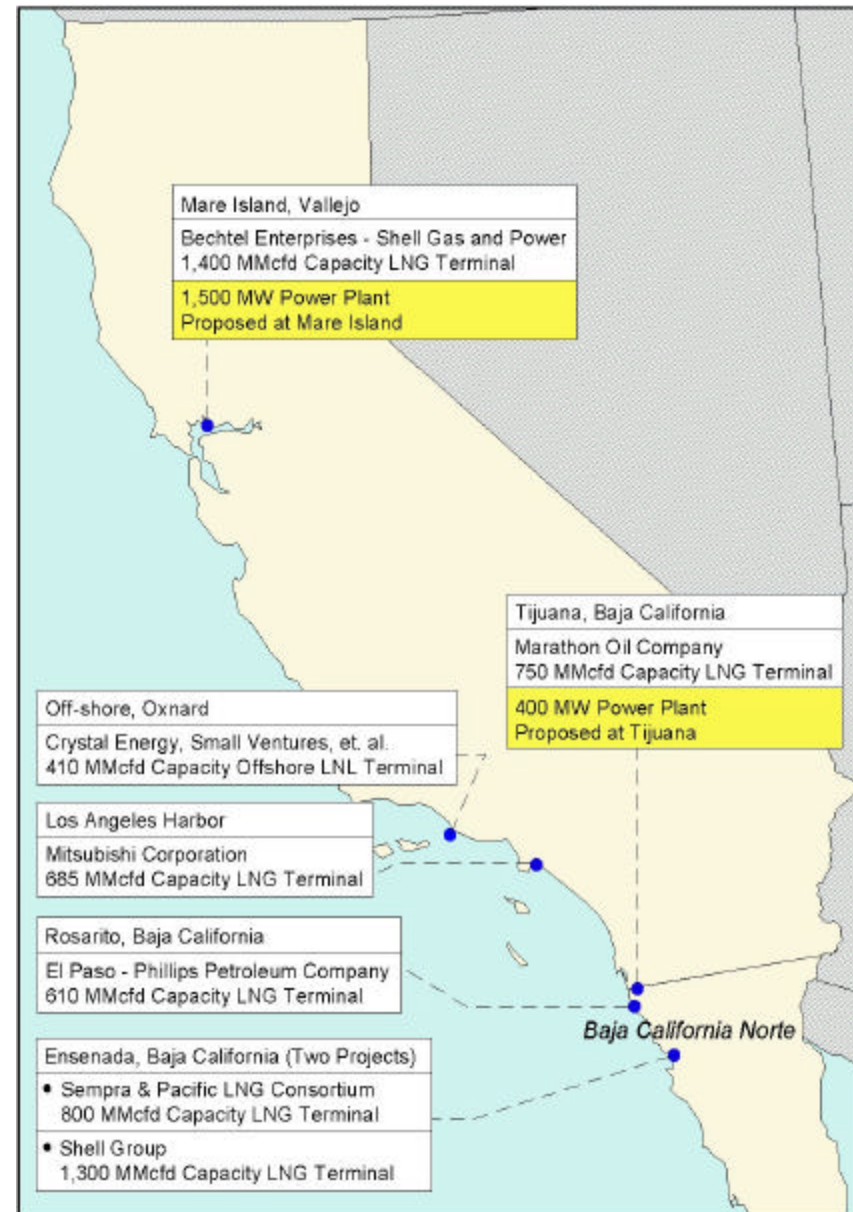 Mare Island, Vallejo
Bechtel Enterprises - Shell Gas and Power
1,400 MMcfd Capacity LNG Terminal
1,500 MW Power Plant
Proposed at Mare Island
Tijuana, Baja California
Marathon Oil Company
750 MMcfd Capacity LNG Terminal
400 MW Power Plant
Proposed at Tijuana
Off-shore, Oxnard
Crystal Energy, Small Ventures, et. al.
410 MMcfd Capacity Offshore LNL Terminal
Los Angeles Harbor
Mitsubishi Corporation
685 MMcfd Capacity LNG Terminal
Rosarito, Baja California
El Paso - Phillips Petroleum Company
610 MMcfd Capacity LNG Terminal
Baja California Norte
Ensenada, Baja California (Two Projects)
• Sempra & Pacific LNG Consortium
800 MMcfd Capacity LNG Terminal
• Shell Group
1,300 MMcfd Capacity LNG Terminal